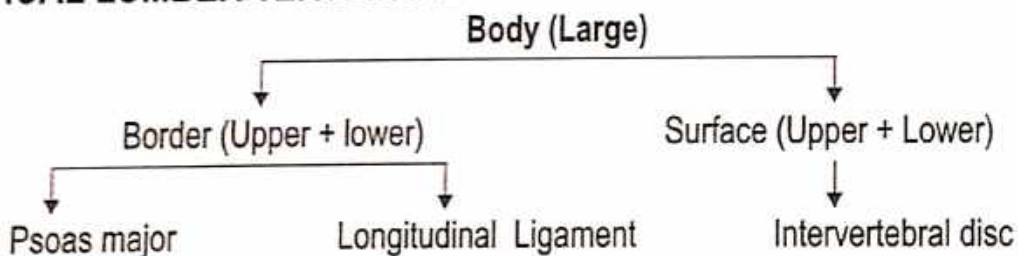 Body (Large)
Border (Upper + lower)
Surface (Upper + Lower)
Psoas major
Longitudinal Ligament
Intervertebral disc